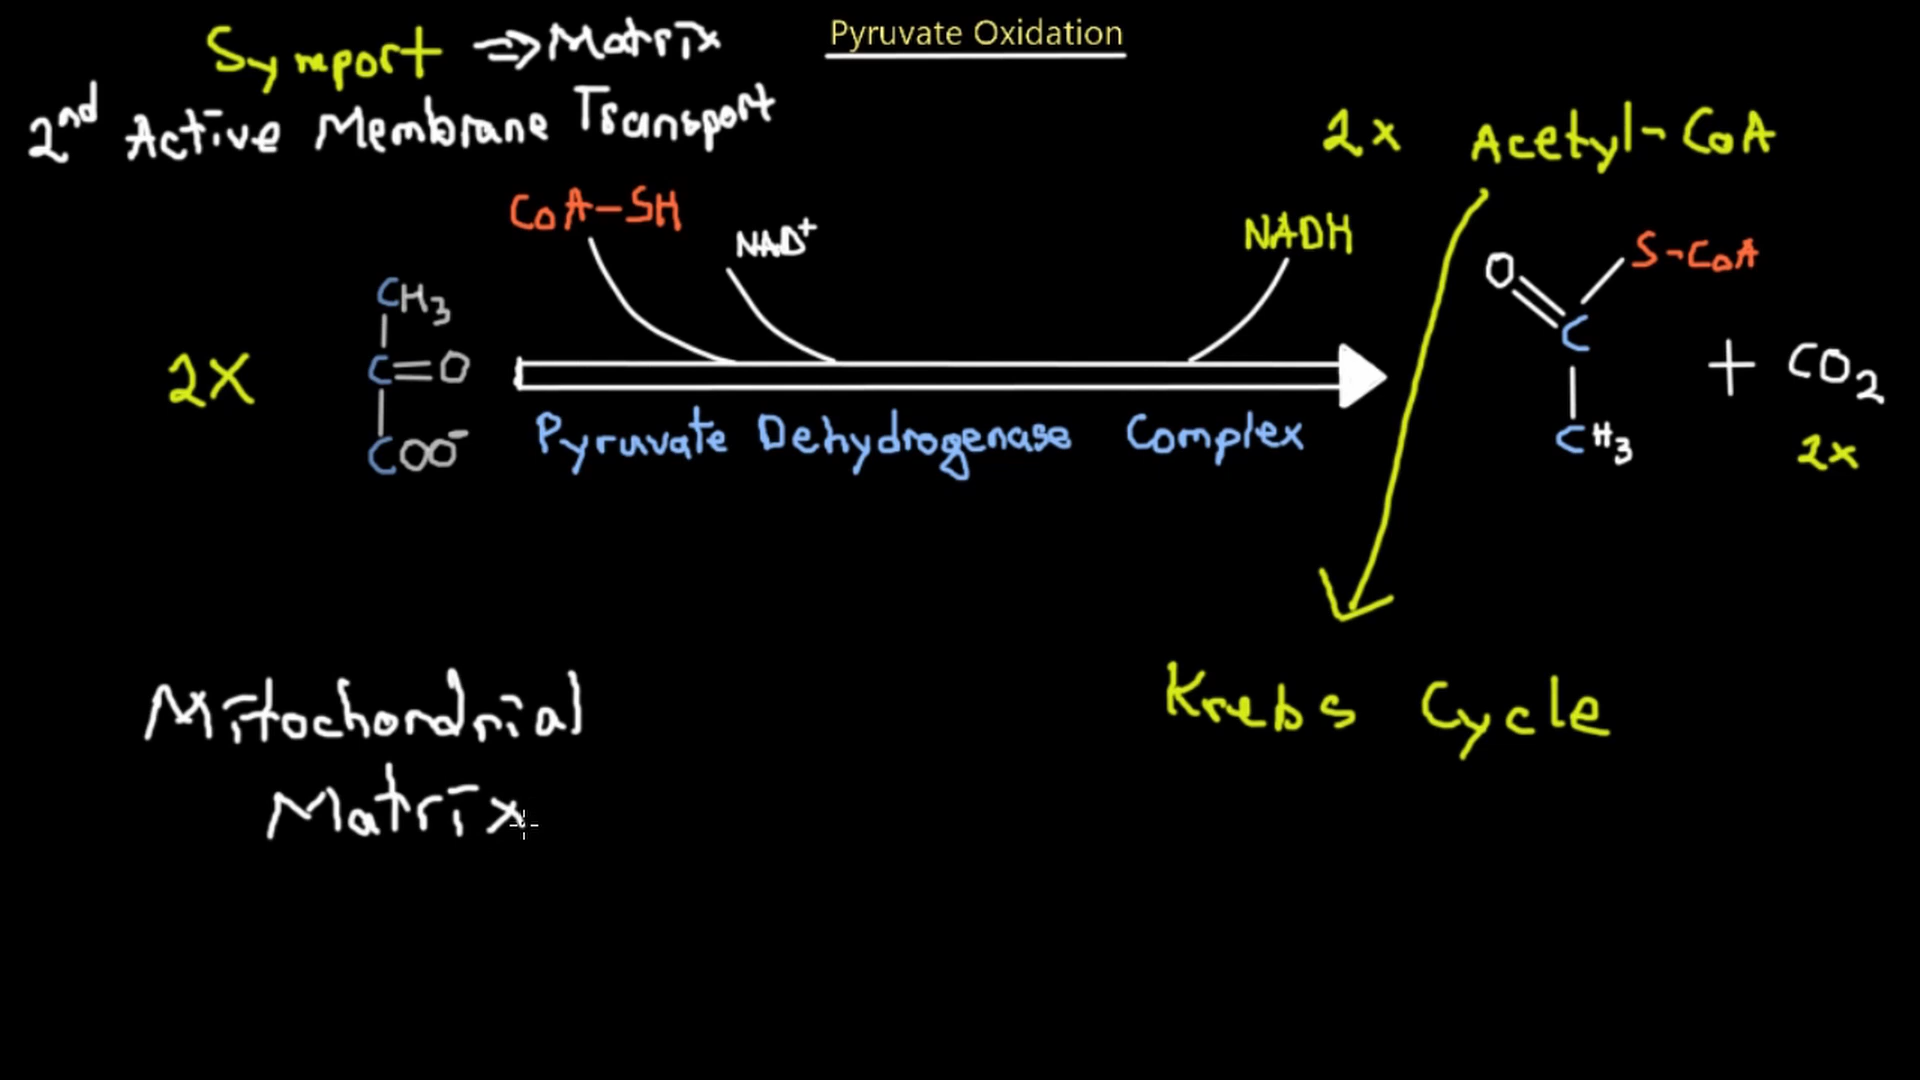 Pyruvate Oxidation
Symport ⇒ Matrix
2nd Active Membrane Transport
2x Acetyl-CoA
CoA-SH
NAD+
NADH
O
S-CoA
C
CH3
2X
C=O
COO-
+ CO2
2x
CH3
Pyruvate Dehydrogenase Complex
Mitochondrial
Matrix
Krebs Cycle